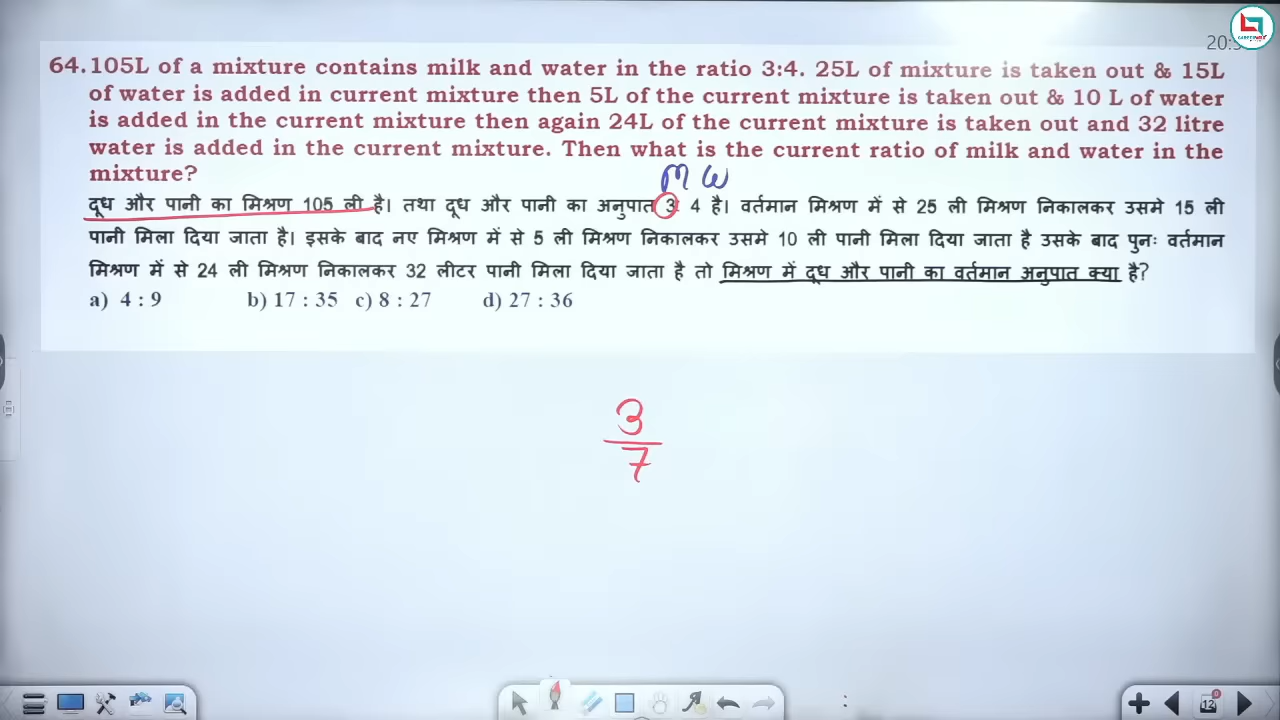 20:
64. 105L of a mixture contains milk and water in the ratio 3:4. 25L of mixture is taken out & 15L
of water is added in current mixture then 5L of the current mixture is taken out & 10 L of water
is added in the current mixture then again 24L of the current mixture is taken out and 32 litre
water is added in the current mixture. Then what is the current ratio of milk and water in the
mixture?
M W
दूध और पानी का मिश्रण 105 ली है। तथा दूध और पानी का अनुपात 3: 4 है। वर्तमान मिश्रण में से 25 ली मिश्रण निकालकर उसमे 15 ली
पानी मिला दिया जाता है। इसके बाद नए मिश्रण में से 5 ली मिश्रण निकालकर उसमे 10 ली पानी मिला दिया जाता है उसके बाद पुनः वर्तमान
मिश्रण में से 24 ली मिश्रण निकालकर 32 लीटर पानी मिला दिया जाता है तो मिश्रण में दूध और पानी का वर्तमान अनुपात क्या है?
a) 4 : 9 b) 17 : 35 c) 8 : 27 d) 27 : 36
3
7
12